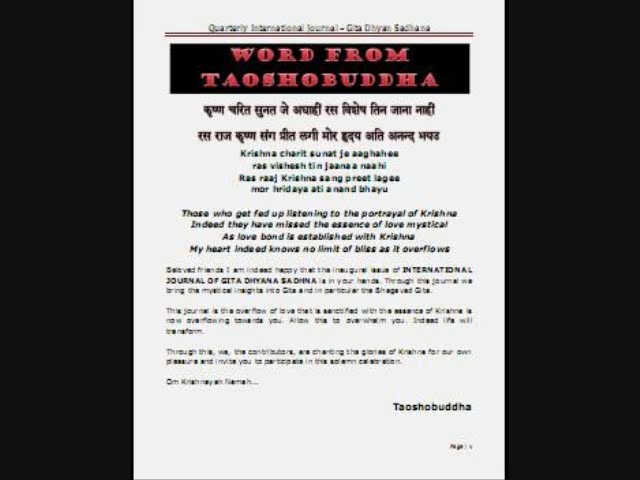 Quarterly International Journal - Gita Dhyan Sadhana
WORD FROM
TAOSHOBUDDHA
कृष्ण चरित सुनत जे अघाहीं रस विशेष तिन जाना नाहीं
रस राज कृष्ण संग प्रीत लगी मोर हृदय अति अनन्द भयउ
Krishna charit sunat je aaghahee
ras vishesh tin jaanaa naahi
Ras raaj Krishna sang preet lagee
mor hridaya ati anand bhayu
Those who get fed up listening to the portrayal of Krishna
Indeed they have missed the essence of love mystical
As love bond is established with Krishna
My heart indeed knows no limit of bliss as it overflows
Beloved friends I am indeed happy that the inaugural issue of INTERNATIONAL
JOURNAL OF GITA DHYANA SADHNA is in your hands. Through this journal we
bring the mystical insights into Gita and in particular the Bhagavad Gita.
This journal is the overflow of love that is sanctified with the essence of Krishna is
now overflowing towards you. Allow this to overwhelm you. Indeed life will
transform.
Through this, we, the contributors, are chanting the glories of Krishna for our own
pleasure and invite you to participate in this solemn celebration.
Om Krishnayah Namah...
Taoshobuddha
Page | v